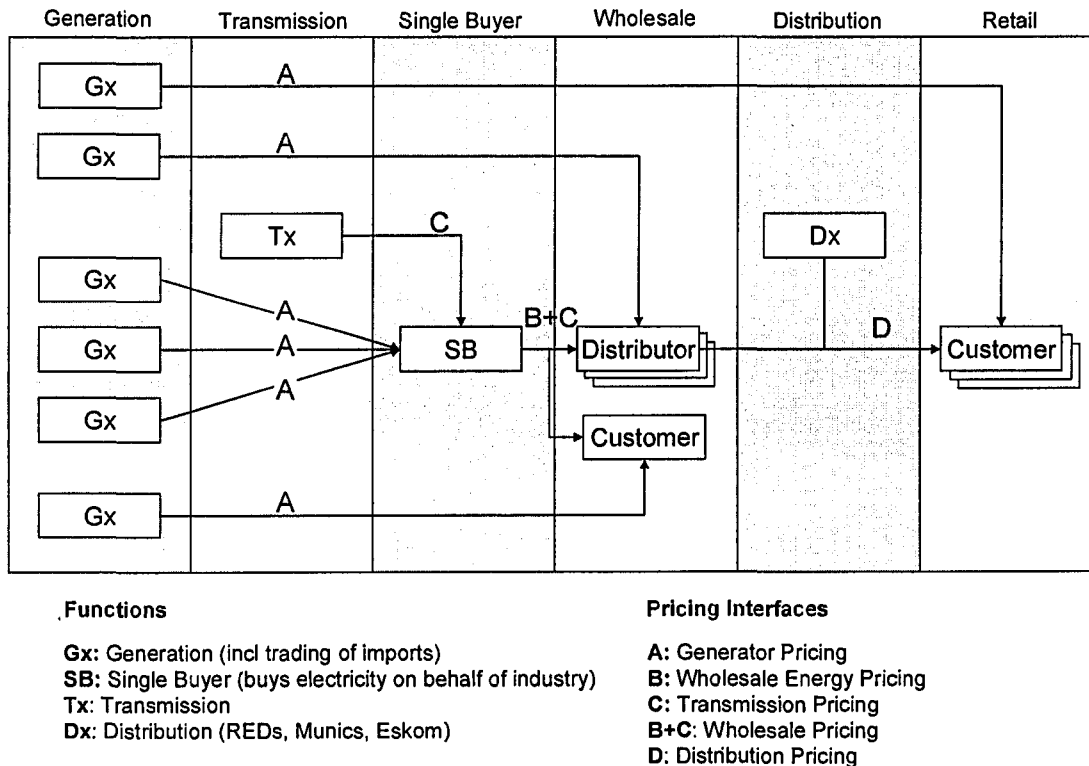 Generation Transmission Single Buyer Wholesale Distribution Retail
Gx A
Gx A
Tx C Dx
Gx A
B+C
Gx A SB Distributor D Customer
A
Gx Customer
Gx A
Functions
Gx: Generation (incl trading of imports)
SB: Single Buyer (buys electricity on behalf of industry)
Tx: Transmission
Dx: Distribution (REDs, Munics, Eskom)
Pricing Interfaces
A: Generator Pricing
B: Wholesale Energy Pricing
C: Transmission Pricing
B+C: Wholesale Pricing
D: Distribution Pricing